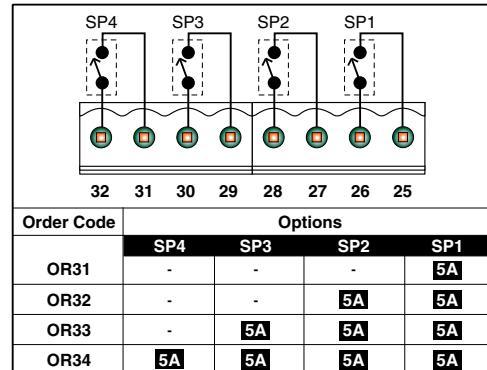 SP4 SP3 SP2 SP1
32 31 30 29 28 27 26 25
Order Code Options
SP4 SP3 SP2 SP1
OR31 - - - 5A
OR32 - - 5A 5A
OR33 - 5A 5A 5A
OR34 5A 5A 5A 5A